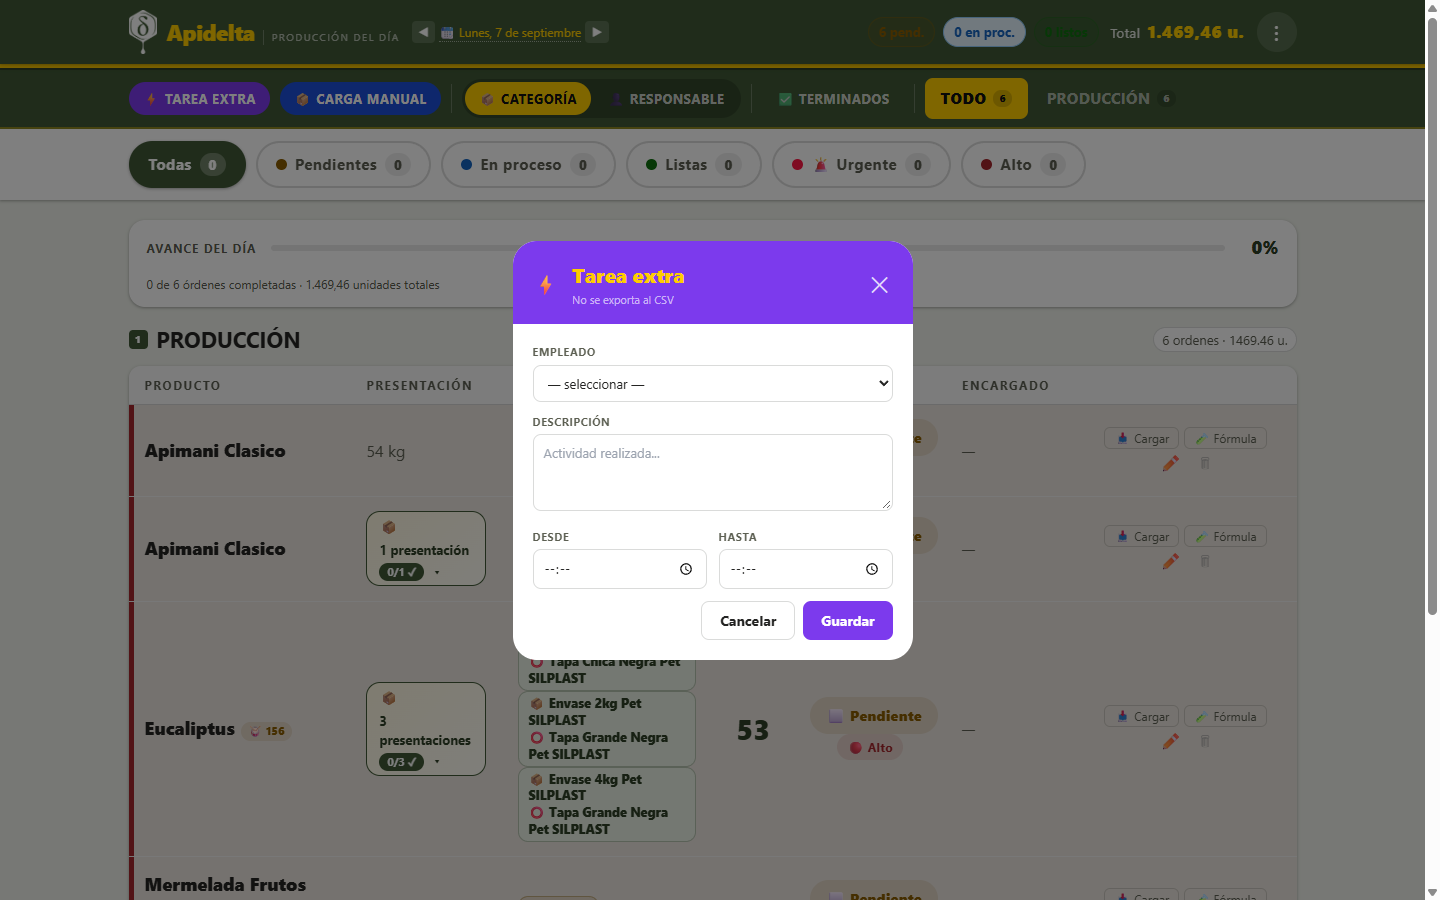 Apidelta
PRODUCCIÓN DEL DÍA
◀ Lunes, 7 de septiembre ▶
6 pend.
0 en proc.
Total 1.469,46 u.
TAREA EXTRA
CARGA MANUAL
CATEGORÍA
RESPONSABLE
TERMINADOS
TODO 6
PRODUCCIÓN 6
Todas 0
Pendientes 0
En proceso 0
Listas 0
Urgente 0
Alto 0
AVANCE DEL DÍA
0%
0 de 6 órdenes completadas · 1.469,46 unidades totales
1 PRODUCCIÓN
6 ordenes · 1469.46 u.
PRODUCTO
PRESENTACIÓN
ENCARGADO
Apimani Clasico
54 kg
—
Cargar
Fórmula
Apimani Clasico
1 presentación
0/1 ✓
—
Cargar
Fórmula
Eucaliptus
156
3
presentaciones
0/3 ✓
Tapa Chica Negra Pet
SILPLAST
Envase 2kg Pet
SILPLAST
Tapa Grande Negra
Pet SILPLAST
Envase 4kg Pet
SILPLAST
Tapa Grande Negra
Pet SILPLAST
53
Pendiente
Alto
—
Cargar
Fórmula
Mermelada Frutos
Pendiente
Cargar
Fórmula
Tarea extra
No se exporta al CSV
EMPLEADO
— seleccionar —
DESCRIPCIÓN
Actividad realizada...
DESDE
HASTA
--:--
--:--
Cancelar
Guardar